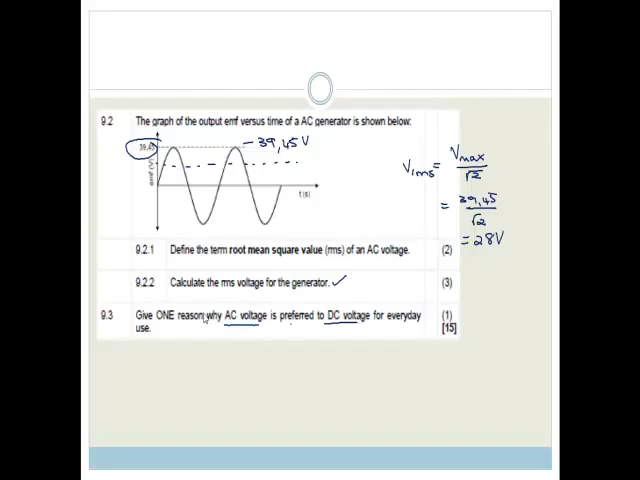 9.2 The graph of the output emf versus time of a AC generator is shown below:
39,45
- 39,45 V
emf (V)
t (s)
Vrms = Vmax / √2
= 39,45 / √2
= 28V
9.2.1 Define the term root mean square value (rms) of an AC voltage. (2)
9.2.2 Calculate the rms voltage for the generator. ✓ (3)
9.3 Give ONE reason why AC voltage is preferred to DC voltage for everyday (1)
use. [15]